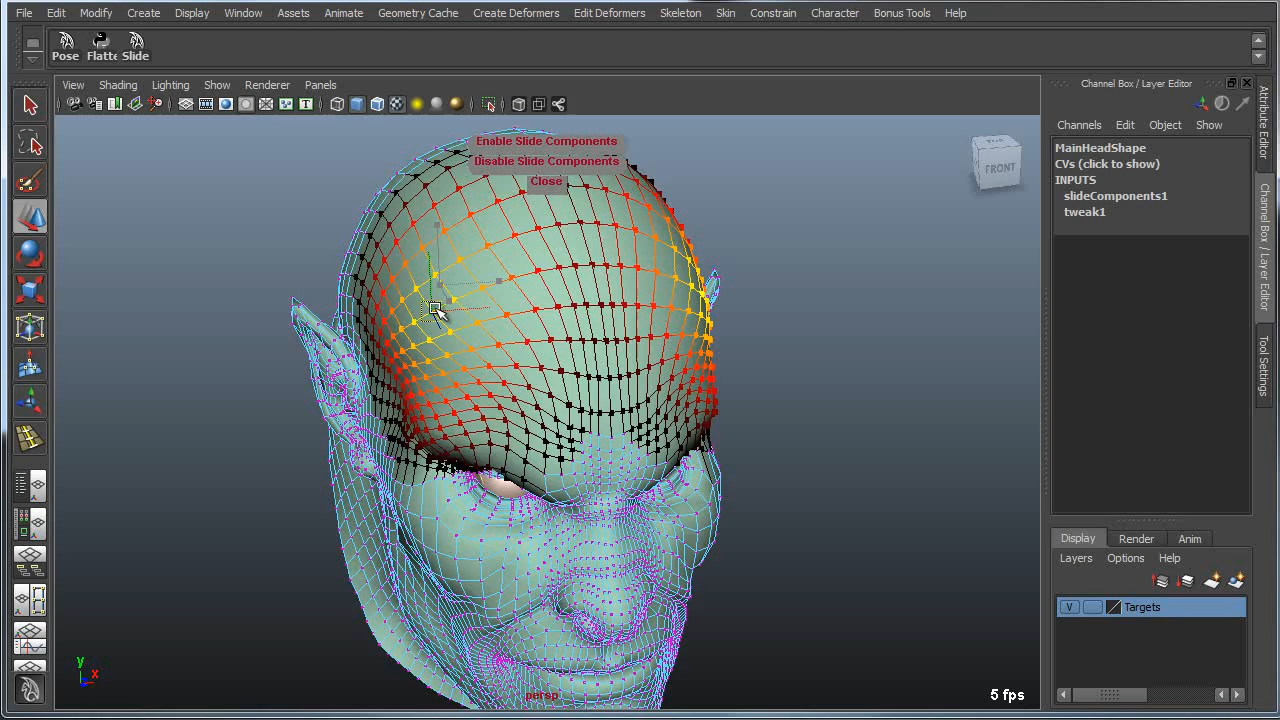 File Edit Modify Create Display Window Assets Animate Geometry Cache Create Deformers Edit Deformers Skeleton Skin Constrain Character Bonus Tools Help
Pose Flatte Slide
View Shading Lighting Show Renderer Panels
Channel Box / Layer Editor
Channels Edit Object Show
MainHeadShape
CVs (click to show)
INPUTS
slideComponents1
tweak1
Enable Slide Components
Disable Slide Components
Close
TOP
FRONT
Attribute Editor
Channel Box / Layer Editor
Tool Settings
Display Render Anim
Layers Options Help
V Targets
y
x
persp
5 fps